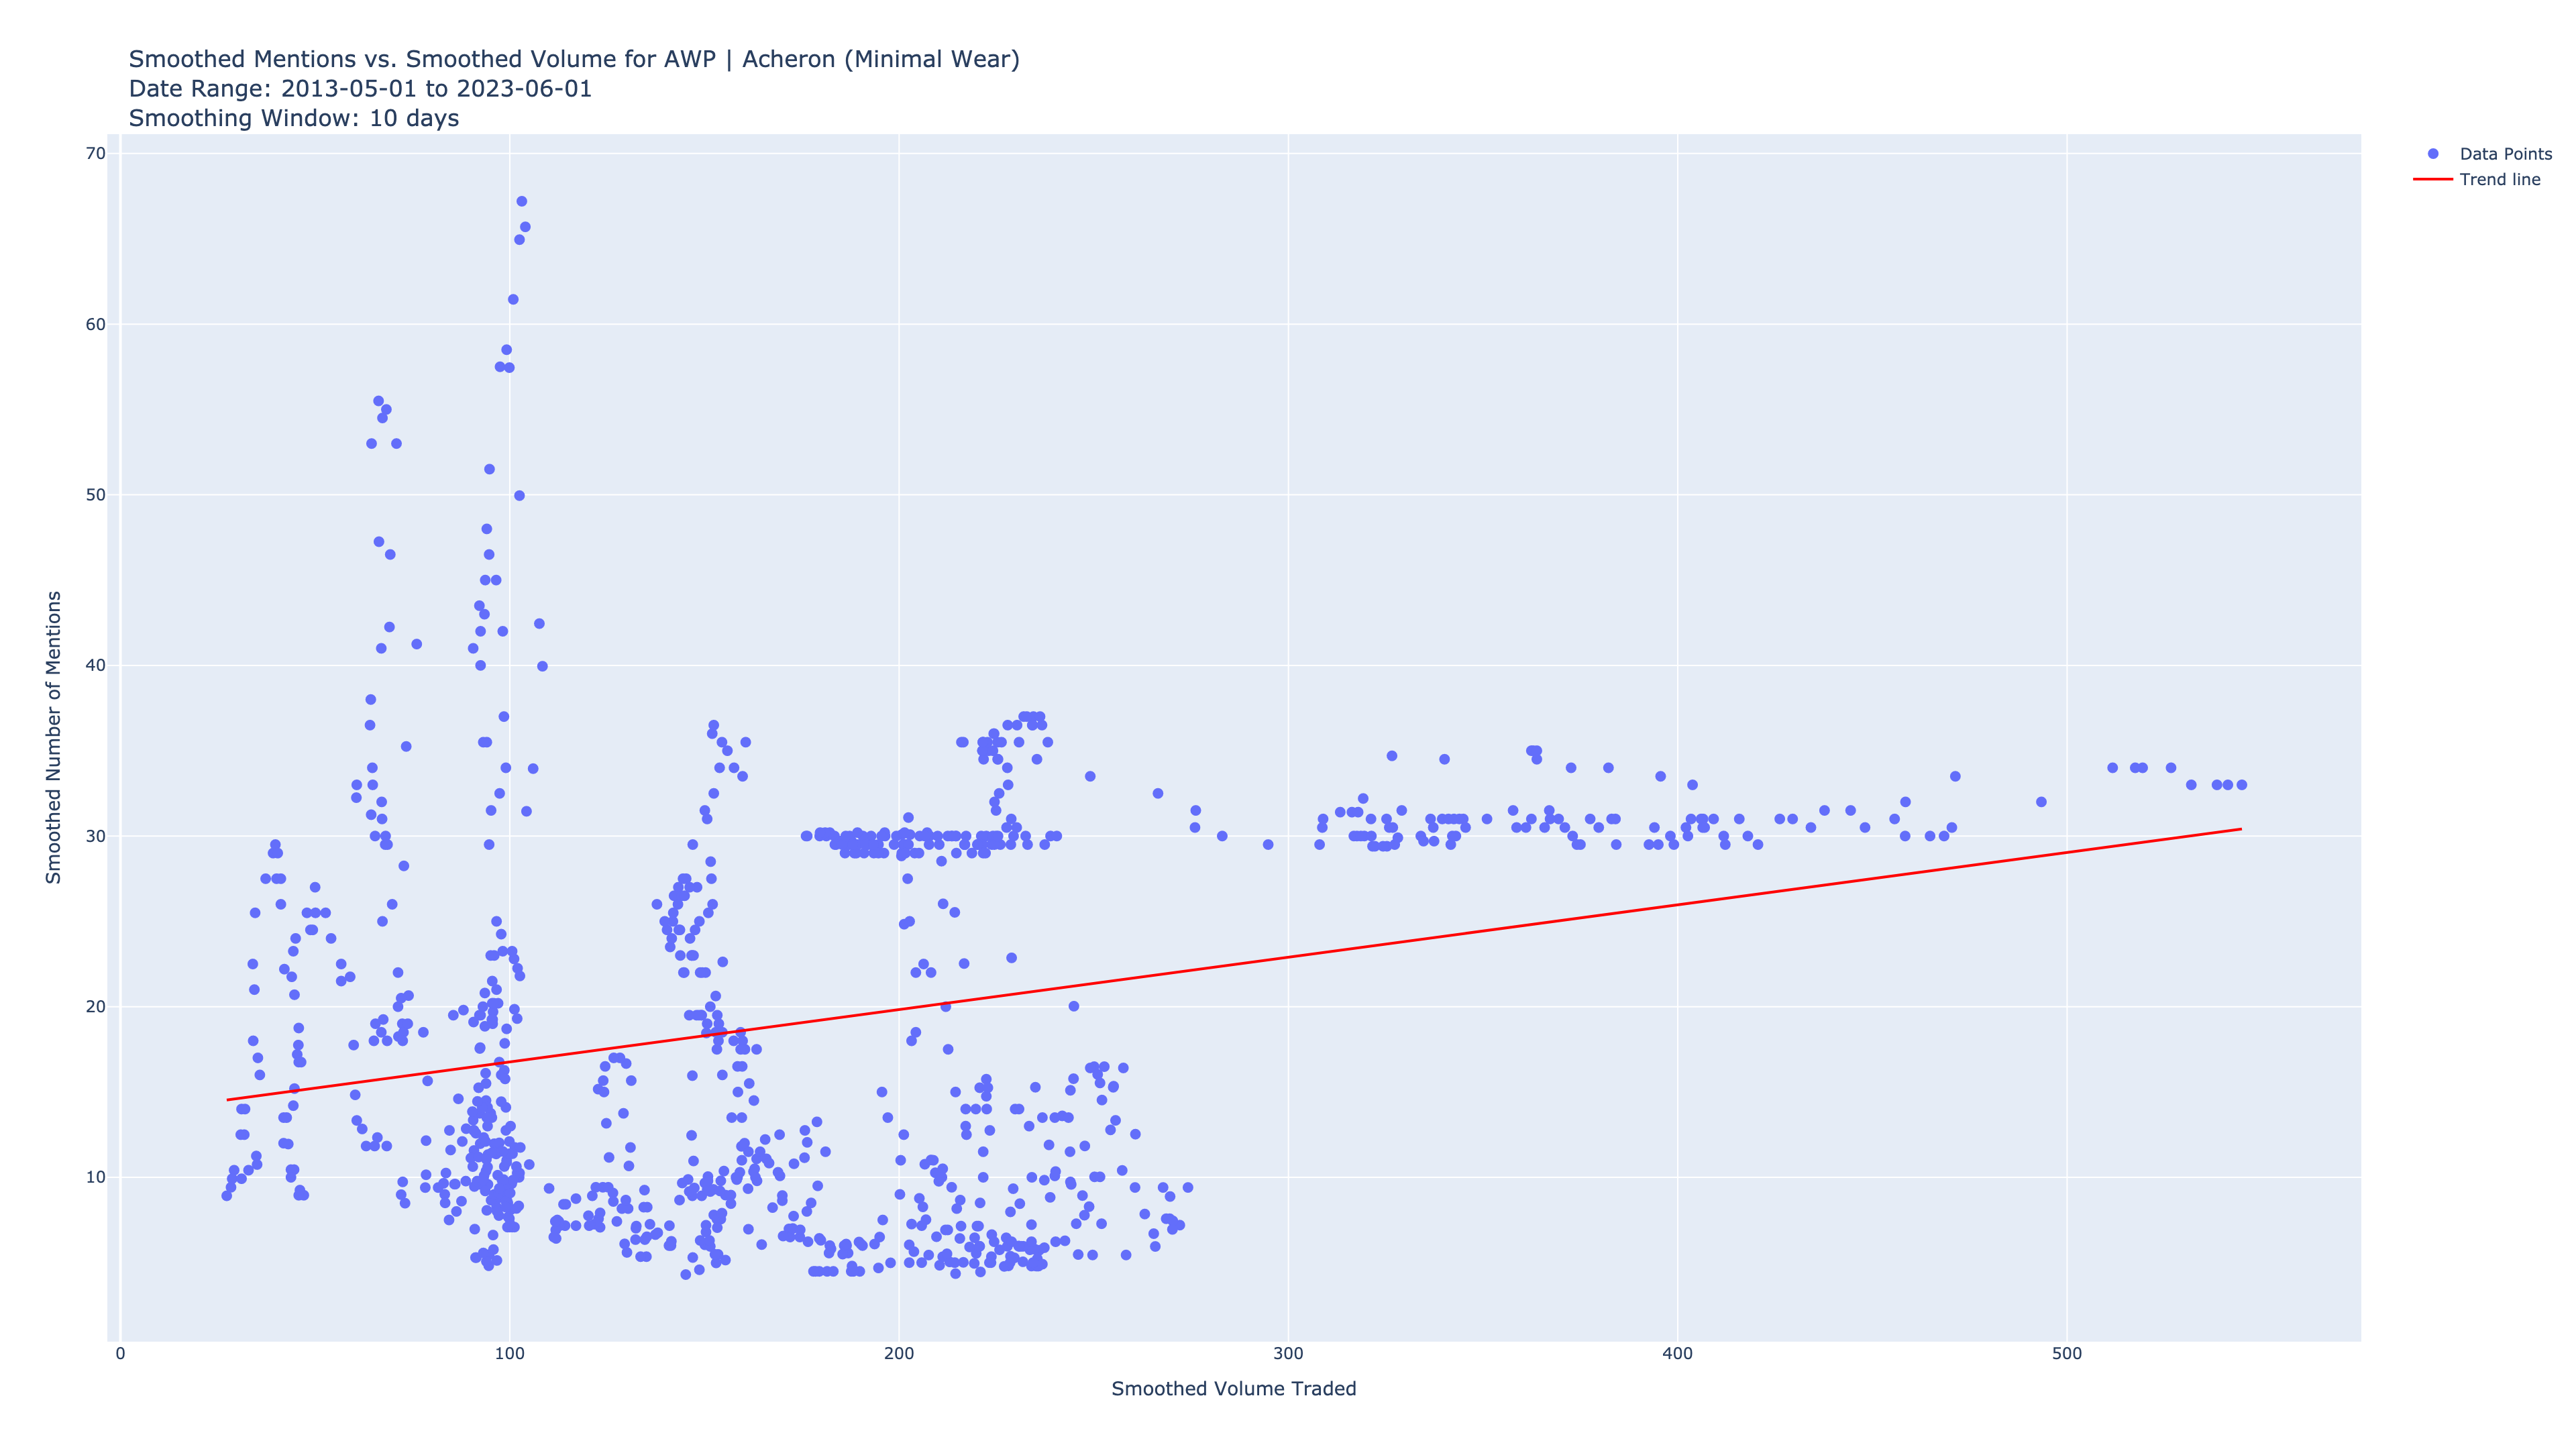 Smoothed Mentions vs. Smoothed Volume for AWP | Acheron (Minimal Wear)
Date Range: 2013-05-01 to 2023-06-01
Smoothing Window: 10 days
Data Points
Trend line
Smoothed Number of Mentions
70
60
50
40
30
20
10
0
100
200
300
400
500
Smoothed Volume Traded